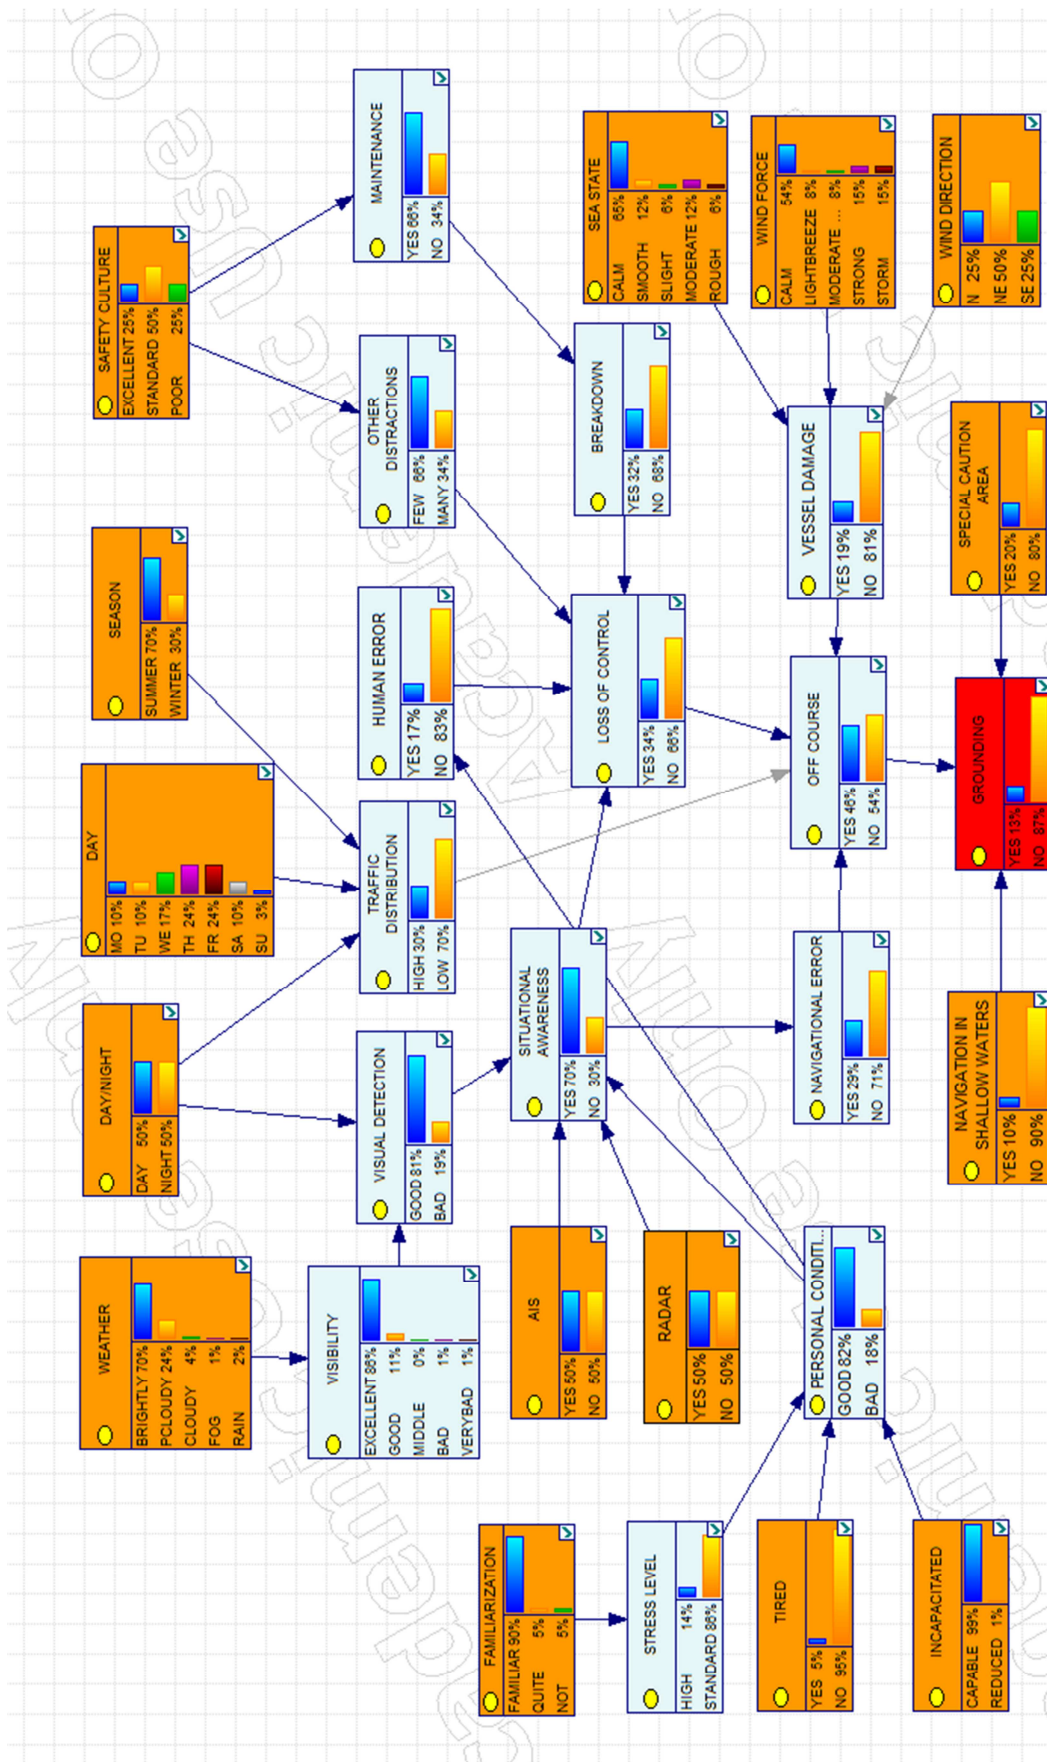 SAFETY CULTURE
EXCELLENT 25%
STANDARD 50%
POOR 25%
MAINTENANCE
YES 66%
NO 34%
OTHER
DISTRACTIONS
FEW 66%
MANY 34%
SEASON
SUMMER 70%
WINTER 30%
DAY
MO 10%
TU 10%
WE 17%
TH 24%
FR 24%
SA 10%
SU 3%
DAY/NIGHT
DAY 50%
NIGHT 50%
WEATHER
BRIGHTLY 70%
PCLOUDY 24%
CLOUDY 4%
FOG 1%
RAIN 2%
VISIBILITY
EXCELLENT 86%
GOOD 11%
MIDDLE 0%
BAD 1%
VERYBAD 1%
VISUAL DETECTION
GOOD 81%
BAD 19%
TRAFFIC
DISTRIBUTION
HIGH 30%
LOW 70%
HUMAN ERROR
YES 17%
NO 83%
BREAKDOWN
YES 32%
NO 68%
SEA STATE
CALM 65%
SMOOTH 12%
SLIGHT 6%
MODERATE 12%
ROUGH 6%
WIND FORCE
CALM 54%
LIGHTBREEZE 8%
MODERATE ... 8%
STRONG 15%
STORM 15%
WIND DIRECTION
N 25%
NE 50%
SE 25%
LOSS OF CONTROL
YES 34%
NO 66%
SITUATIONAL
AWARENESS
YES 70%
NO 30%
AIS
YES 50%
NO 50%
RADAR
YES 50%
NO 50%
FAMILIARIZATION
FAMILIAR 90%
QUITE 5%
NOT 5%
STRESS LEVEL
HIGH 14%
STANDARD 86%
TIRED
YES 5%
NO 95%
INCAPACITATED
CAPABLE 99%
REDUCED 1%
PERSONAL CONDITI...
GOOD 82%
BAD 18%
NAVIGATIONAL ERROR
YES 29%
NO 71%
OFF COURSE
YES 46%
NO 54%
VESSEL DAMAGE
YES 19%
NO 81%
SPECIAL CAUTION
AREA
YES 20%
NO 80%
NAVIGATION IN
SHALLOW WATERS
YES 10%
NO 90%
GROUNDING
YES 13%
NO 87%